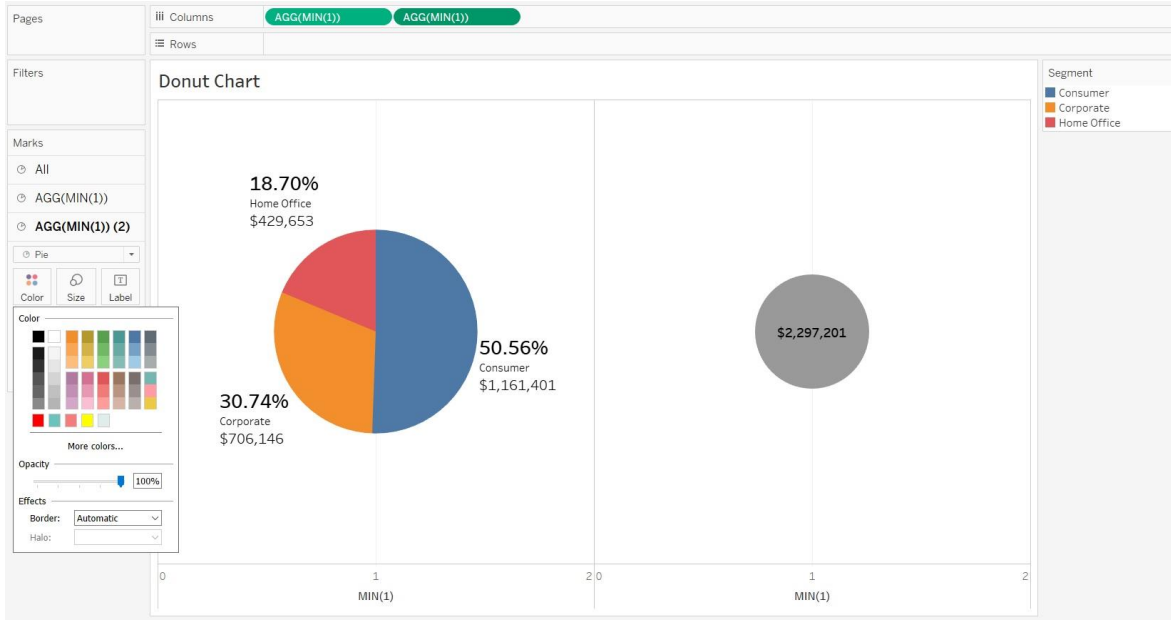 Pages
Columns
AGG(MIN(1))
AGG(MIN(1))
Rows
Filters
Marks
All
AGG(MIN(1))
AGG(MIN(1)) (2)
Pie
Color
Size
T
Label
Color
More colors...
Opacity
100%
Effects
Border:
Automatic
Halo:
Donut Chart
18.70%
Home Office
$429,653
50.56%
Consumer
$1,161,401
30.74%
Corporate
$706,146
$2,297,201
0
1
2
MIN(1)
0
1
2
MIN(1)
Segment
Consumer
Corporate
Home Office